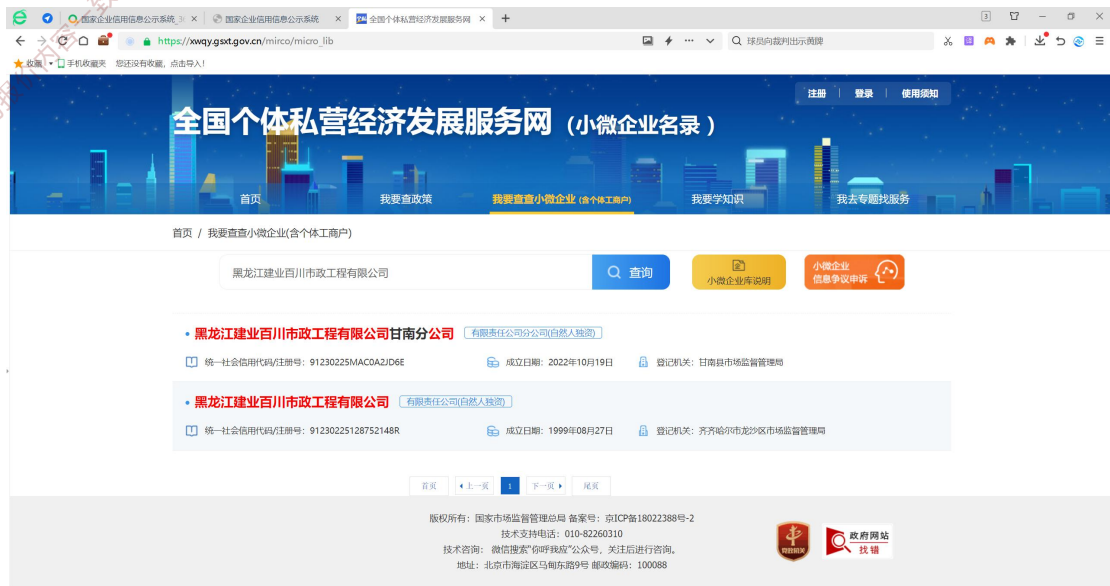 国家企业信用信息公示系统_3
国家企业信用信息公示系统
全国个体私营经济发展服务网
https://xwqy.gsxt.gov.cn/mirco/micro_lib
球员向裁判出示黄牌
收藏 手机收藏夹 您还没有收藏，点击导入！
注册 登录 使用须知
全国个体私营经济发展服务网（小微企业名录）
首页 我要查政策 我要查查小微企业 (含个体工商户) 我要学知识 我去专题找服务
首页 / 我要查查小微企业(含个体工商户)
黑龙江建业百川市政工程有限公司 查询 小微企业库说明
小微企业
信息争议申诉
黑龙江建业百川市政工程有限公司甘南分公司 有限责任公司分公司(自然人独资)
统一社会信用代码/注册号：91230225MAC0A2JD6E 成立日期：2022年10月19日 登记机关：甘南县市场监督管理局
黑龙江建业百川市政工程有限公司 有限责任公司(自然人独资)
统一社会信用代码/注册号：91230225128752148R 成立日期：1999年08月27日 登记机关：齐齐哈尔市龙沙区市场监督管理局
首页 上一页 1 下一页 尾页
版权所有：国家市场监督管理总局 备案号：京ICP备18022388号-2
技术支持电话：010-82260310
技术咨询： 微信搜索"你呼我应"公众号，关注后进行咨询。
地址：北京市海淀区马甸东路9号 邮政编码：100088
党政机关
政府网站
找错